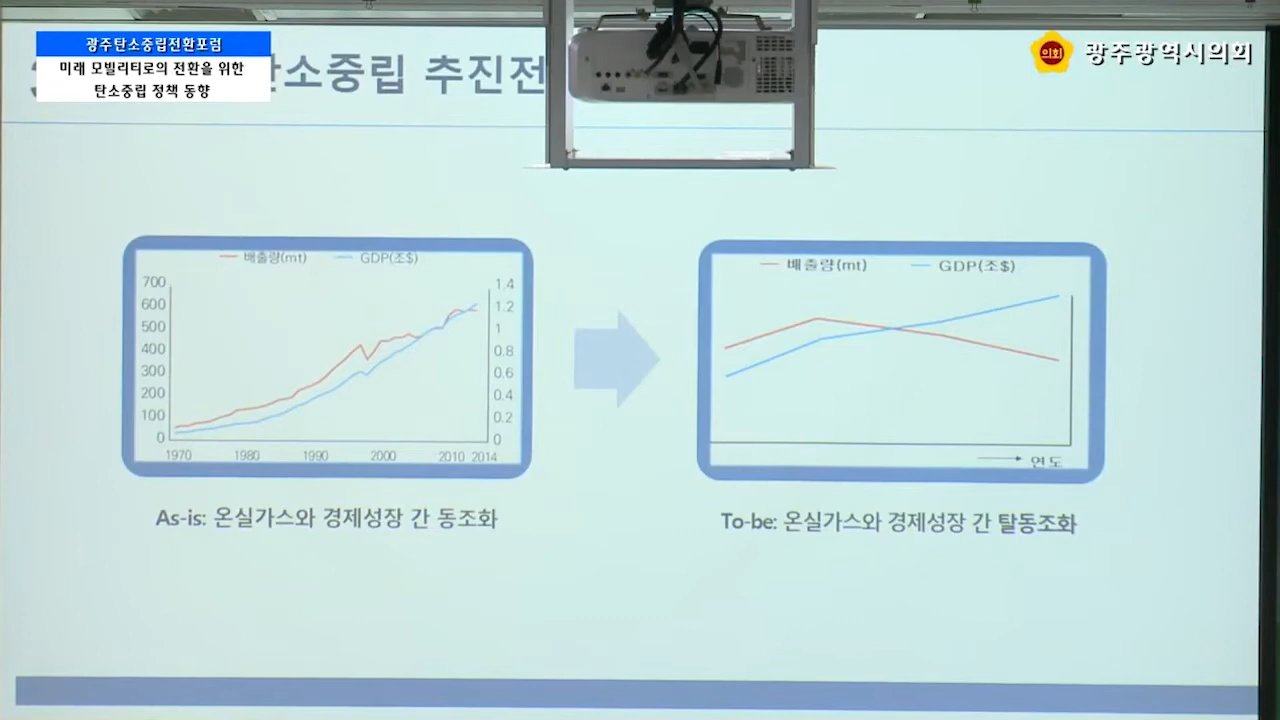 광주탄소중립전환포럼
미래 모빌리티로의 전환을 위한
탄소중립 정책 동향
의회
광주광역시의회
탄소중립 추진전
배출량(mt)
GDP(조$)
700
600
500
400
300
200
100
0
1.4
1.2
1
0.8
0.6
0.4
0.2
0
1970 1980 1990 2000 2010 2014
As-is: 온실가스와 경제성장 간 동조화
배출량(mt)
GDP(조$)
연도
To-be: 온실가스와 경제성장 간 탈동조화